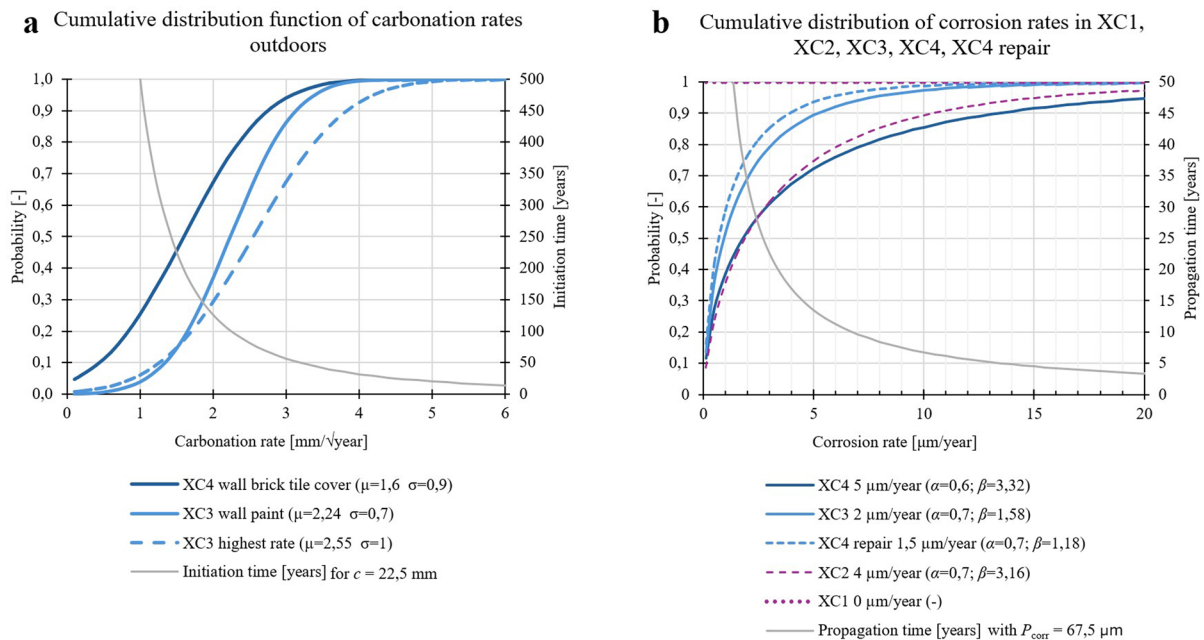 a
Cumulative distribution function of carbonation rates
outdoors
1,0
0,9
0,8
0,7
0,6
0,5
0,4
0,3
0,2
0,1
0,0
Probability [-]
500
450
400
350
300
250
200
150
100
50
0
Initiation time [years]
0 1 2 3 4 5 6
Carbonation rate [mm/√year]
XC4 wall brick tile cover (μ=1,6 σ=0,9)
XC3 wall paint (μ=2,24 σ=0,7)
XC3 highest rate (μ=2,55 σ=1)
Initiation time [years] for c = 22,5 mm
b
Cumulative distribution of corrosion rates in XC1,
XC2, XC3, XC4, XC4 repair
1
0,9
0,8
0,7
0,6
0,5
0,4
0,3
0,2
0,1
0
Probability [-]
50
45
40
35
30
25
20
15
10
5
0
Propagation time [years]
0 5 10 15 20
Corrosion rate [μm/year]
XC4 5 μm/year (α=0,6; β=3,32)
XC3 2 μm/year (α=0,7; β=1,58)
XC4 repair 1,5 μm/year (α=0,7; β=1,18)
XC2 4 μm/year (α=0,7; β=3,16)
XC1 0 μm/year (-)
Propagation time [years] with Pcorr = 67,5 μm